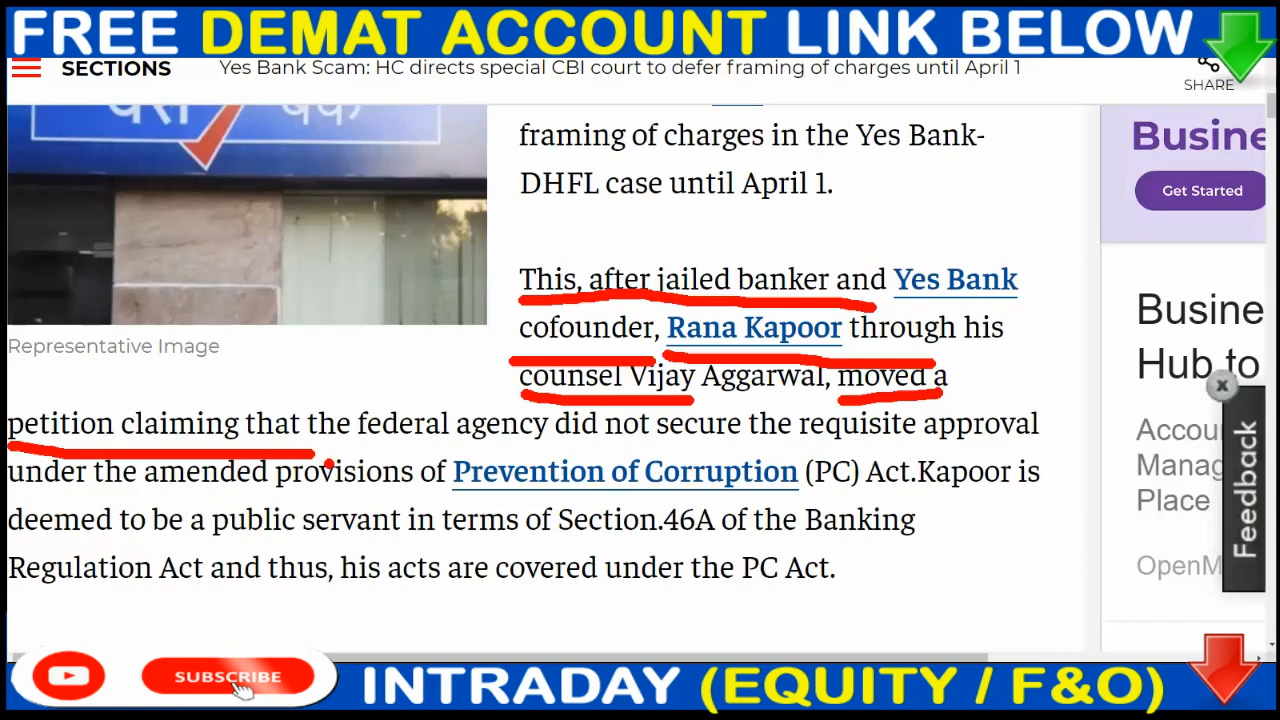 FREE DEMAT ACCOUNT LINK BELOW
SECTIONS
Yes Bank Scam: HC directs special CBI court to defer framing of charges until April 1
SHARE
framing of charges in the Yes Bank-
DHFL case until April 1.
This, after jailed banker and Yes Bank
cofounder, Rana Kapoor through his
counsel Vijay Aggarwal, moved a
petition claiming that the federal agency did not secure the requisite approval
under the amended provisions of Prevention of Corruption (PC) Act.Kapoor is
deemed to be a public servant in terms of Section.46A of the Banking
Regulation Act and thus, his acts are covered under the PC Act.
Representative Image
Busine
Get Started
Busine
Hub to
Accou
Manag
Place
OpenM
x
Feedback
SUBSCRIBE
INTRADAY (EQUITY / F&O)